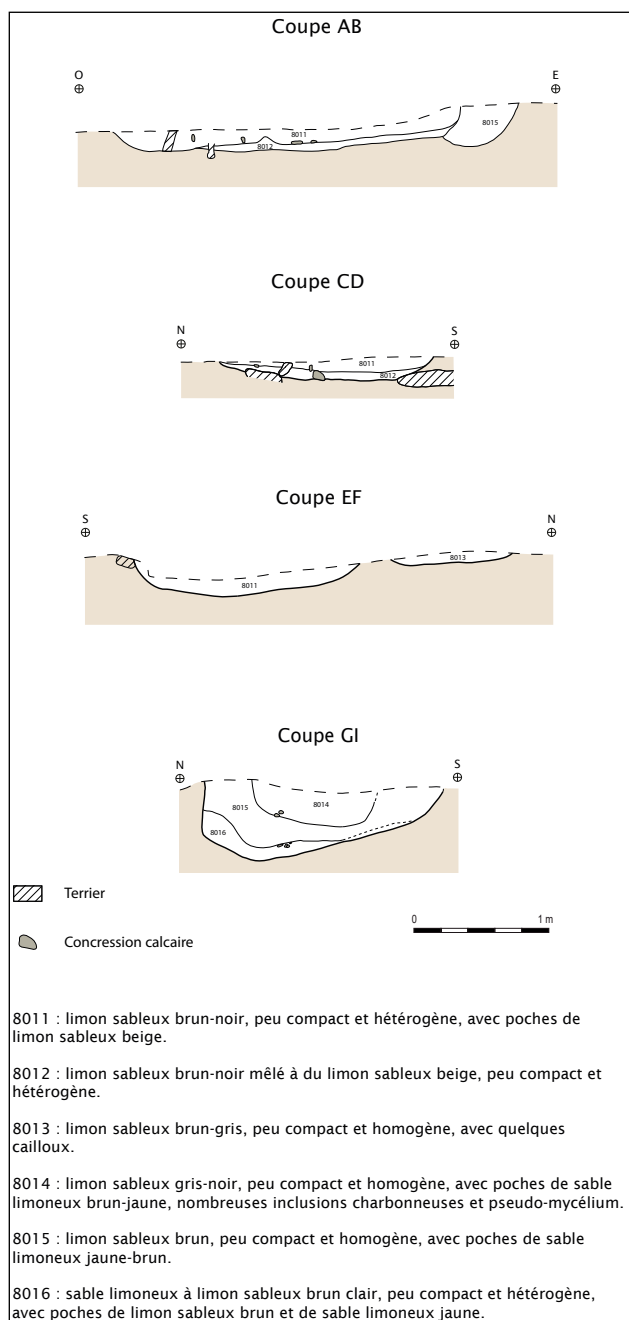 Coupe AB
O E
8011
8015
8012
Coupe CD
N S
8011
8012
Coupe EF
S N
8013
8011
Coupe GI
N S
8015 8014
8016
Terrier
0 1 m
Concression calcaire
8011 : limon sableux brun-noir, peu compact et hétérogène, avec poches de
limon sableux beige.
8012 : limon sableux brun-noir mêlé à du limon sableux beige, peu compact et
hétérogène.
8013 : limon sableux brun-gris, peu compact et homogène, avec quelques
cailloux.
8014 : limon sableux gris-noir, peu compact et homogène, avec poches de sable
limoneux brun-jaune, nombreuses inclusions charbonneuses et pseudo-mycélium.
8015 : limon sableux brun, peu compact et homogène, avec poches de sable
limoneux jaune-brun.
8016 : sable limoneux à limon sableux brun clair, peu compact et hétérogène,
avec poches de limon sableux brun et de sable limoneux jaune.